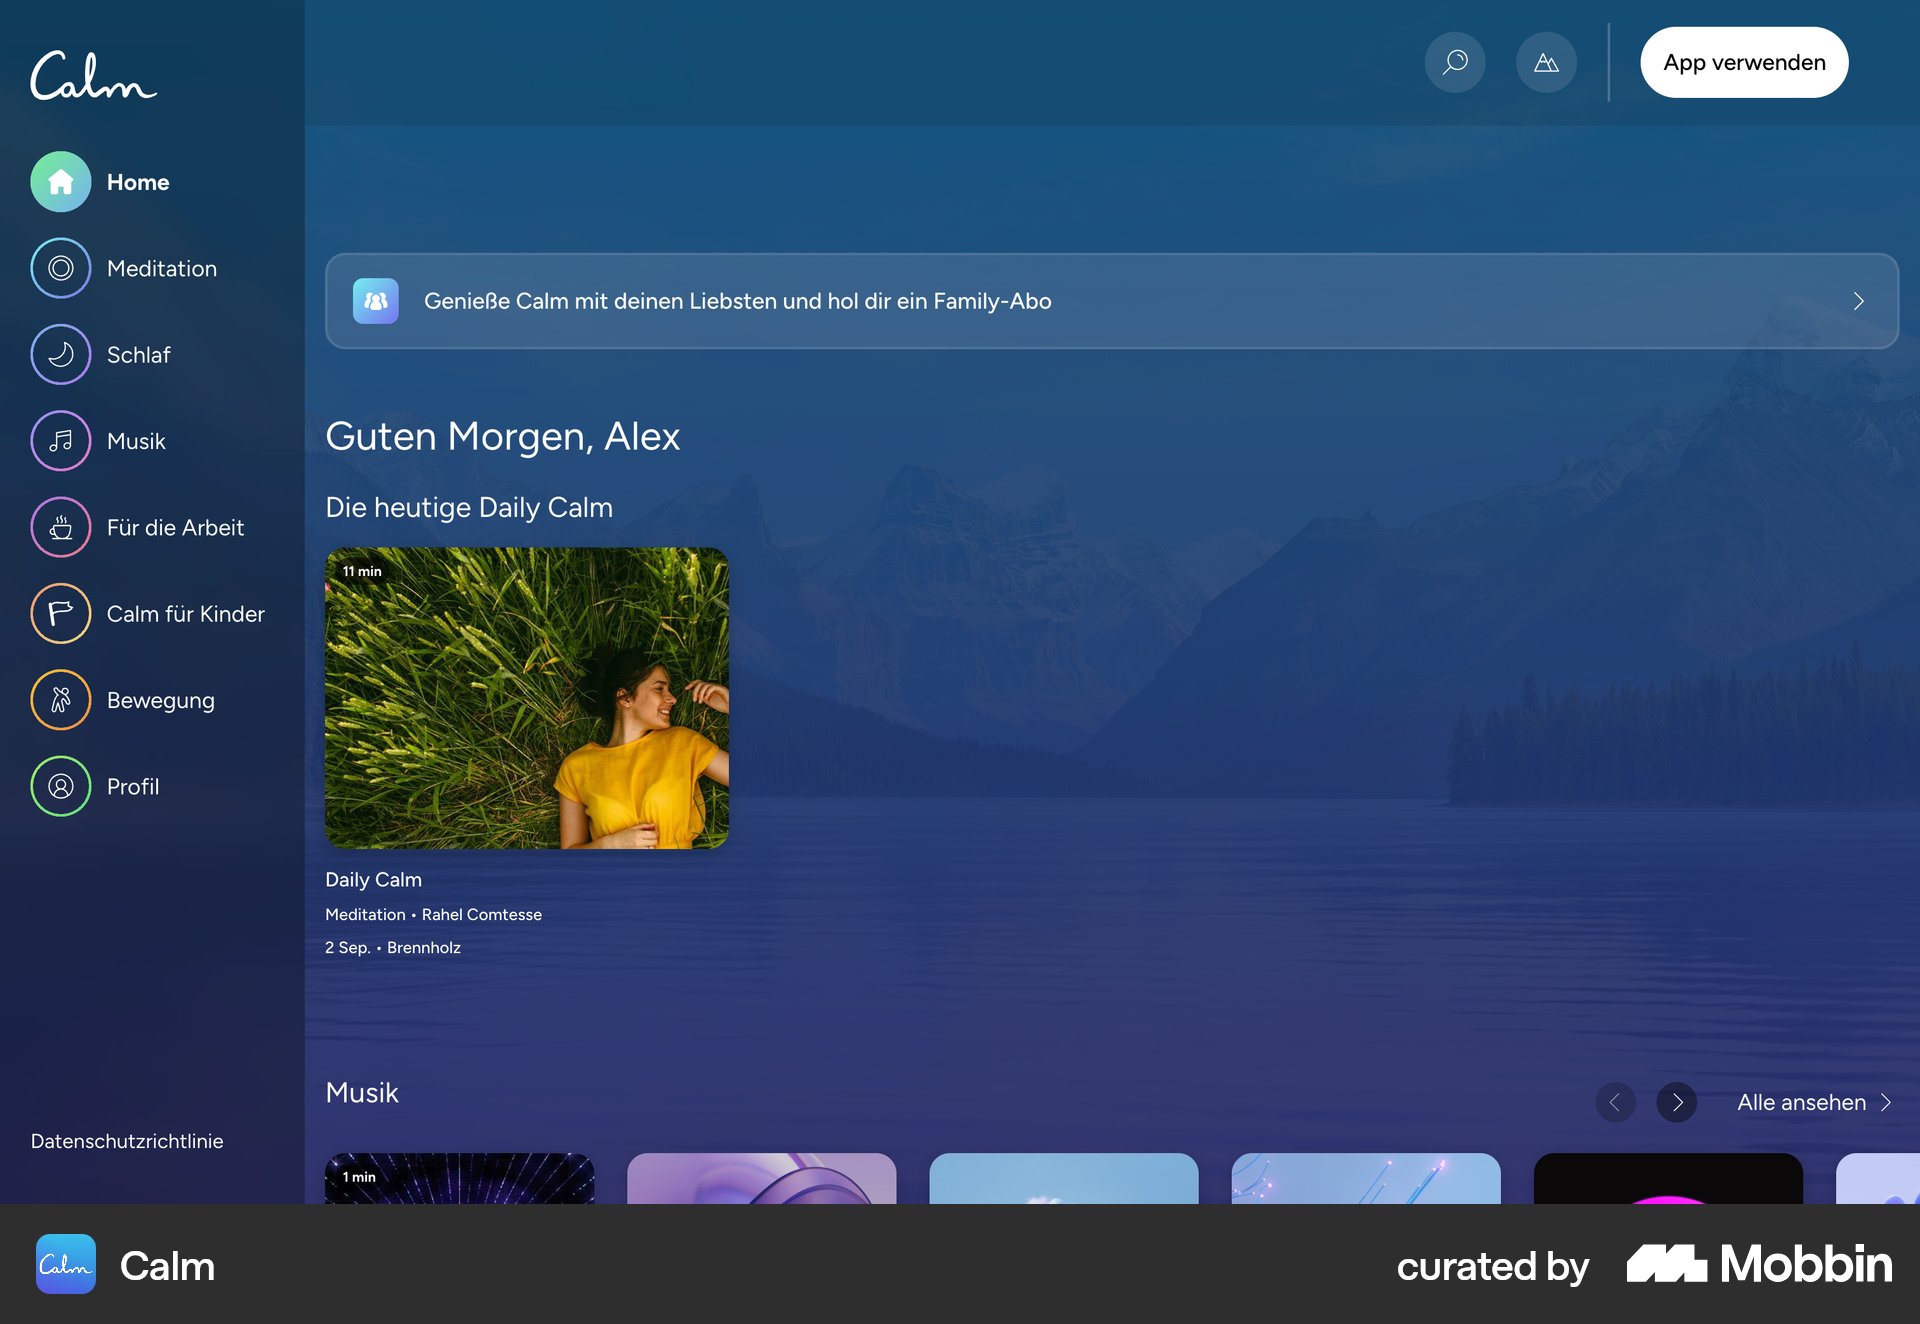 Calm
App verwenden
Home
Meditation
Schlaf
Musik
Für die Arbeit
Calm für Kinder
Bewegung
Profil
Datenschutzrichtlinie
Genieße Calm mit deinen Liebsten und hol dir ein Family-Abo
Guten Morgen, Alex
Die heutige Daily Calm
11 min
Daily Calm
Meditation • Rahel Comtesse
2 Sep. • Brennholz
Musik
Alle ansehen
1 min
Calm
Calm
curated by Mobbin